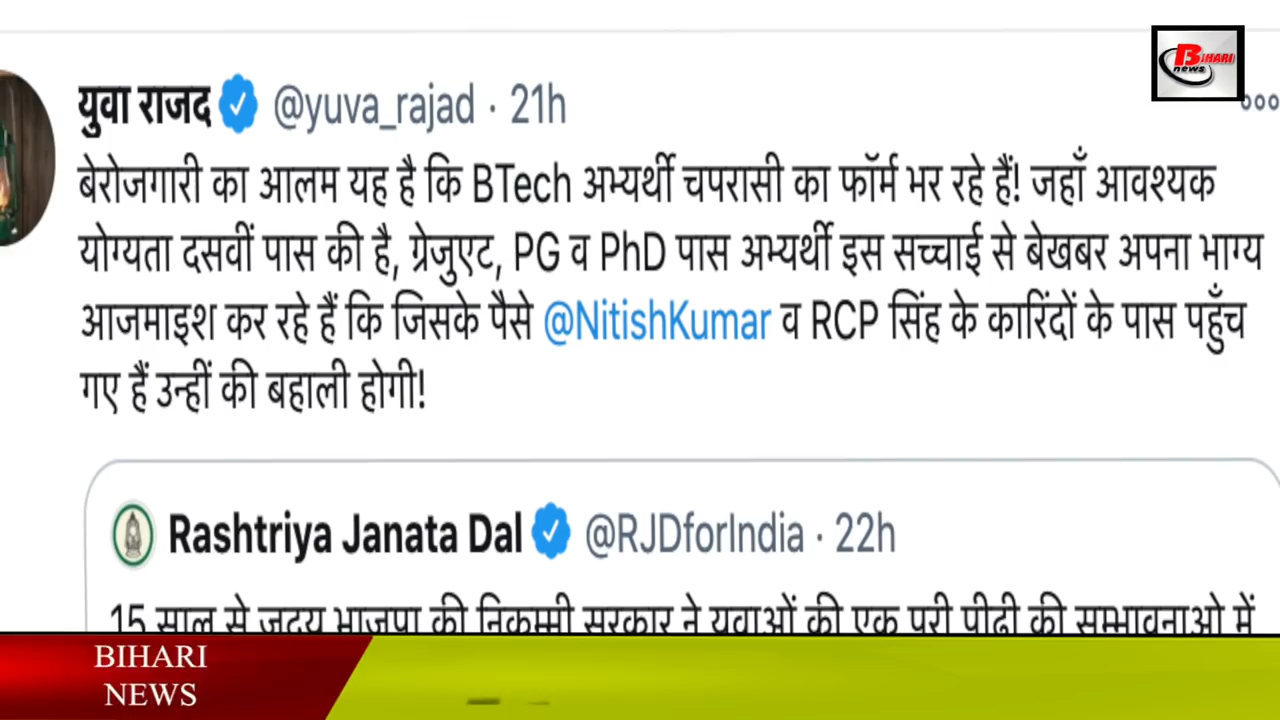 BIHARI
news
युवा राजद @yuva_rajad · 21h
बेरोजगारी का आलम यह है कि BTech अभ्यर्थी चपरासी का फॉर्म भर रहे हैं! जहाँ आवश्यक
योग्यता दसवीं पास की है, ग्रेजुएट, PG व PhD पास अभ्यर्थी इस सच्चाई से बेखबर अपना भाग्य
आजमाइश कर रहे हैं कि जिसके पैसे @NitishKumar व RCP सिंह के कारिंदों के पास पहुँच
गए हैं उन्हीं की बहाली होगी!
Rashtriya Janata Dal @RJDforIndia · 22h
15 साल से जदयू भाजपा की निकम्मी सरकार ने युवाओं की एक पूरी पीढ़ी की सम्भावनाओं में
BIHARI
NEWS